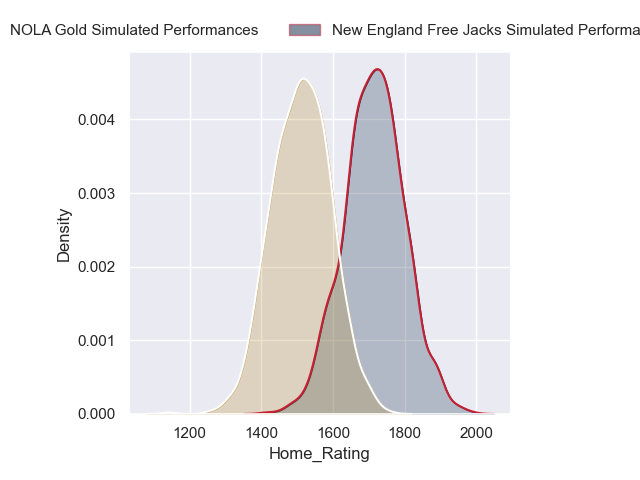 NOLA Gold Simulated Performances New England Free Jacks Simulated Performa
0.004
0.003
0.002
0.001
0.000
Density
1200 1400 1600 1800 2000
Home_Rating